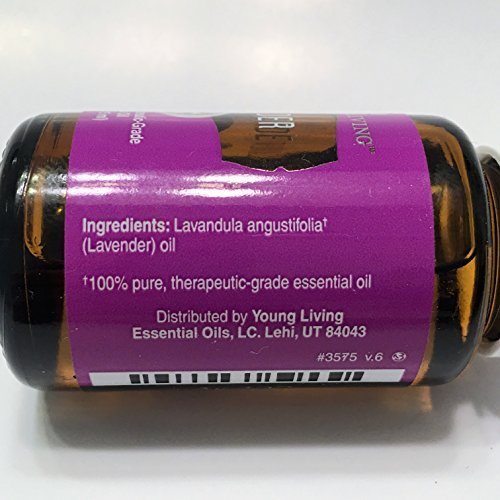 Ingredients: Lavandula angustifolia†
(Lavender) oil
†100% pure, therapeutic-grade essential oil
Distributed by Young Living
Essential Oils, LC. Lehi, UT 84043
#3575 v.6